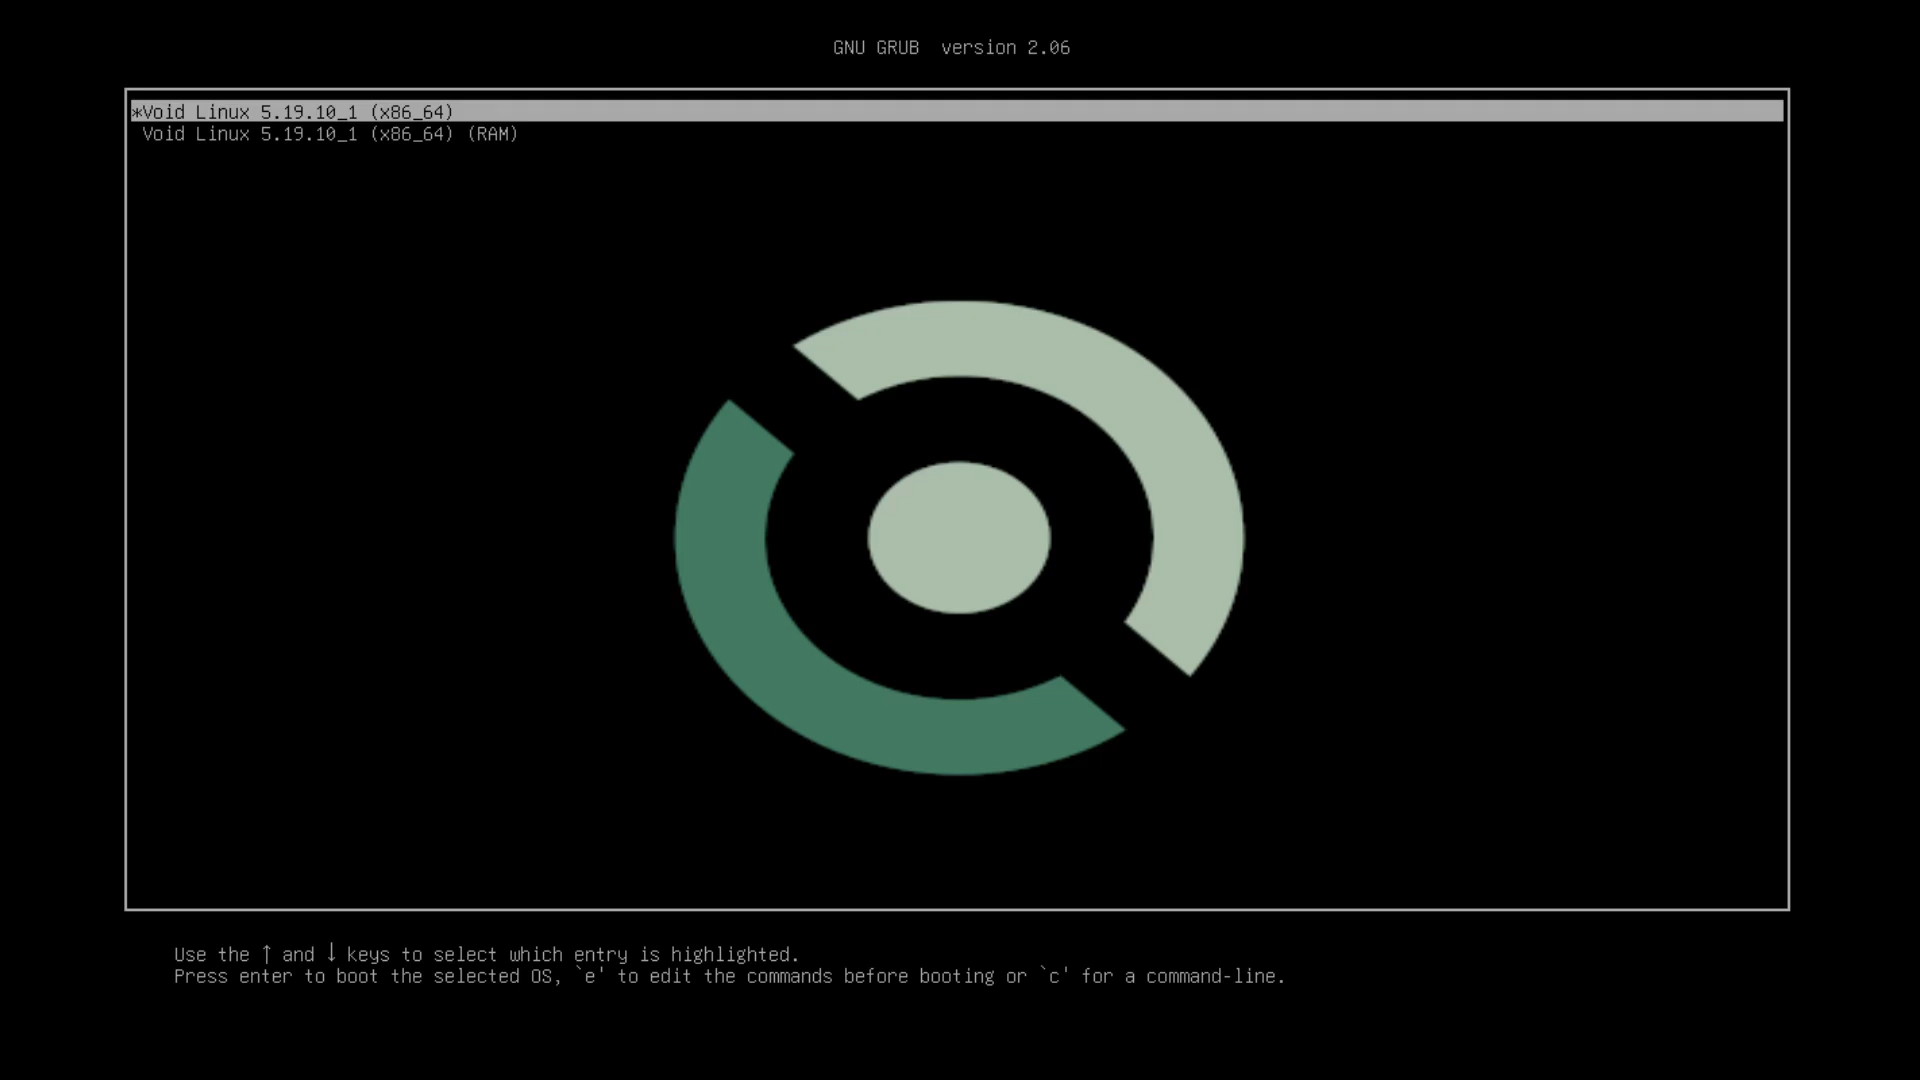 GNU GRUB  version 2.06
*Void Linux 5.19.10_1 (x86_64)
Void Linux 5.19.10_1 (x86_64) (RAM)
Use the ↑ and ↓ keys to select which entry is highlighted.
Press enter to boot the selected OS, `e' to edit the commands before booting or `c' for a command-line.